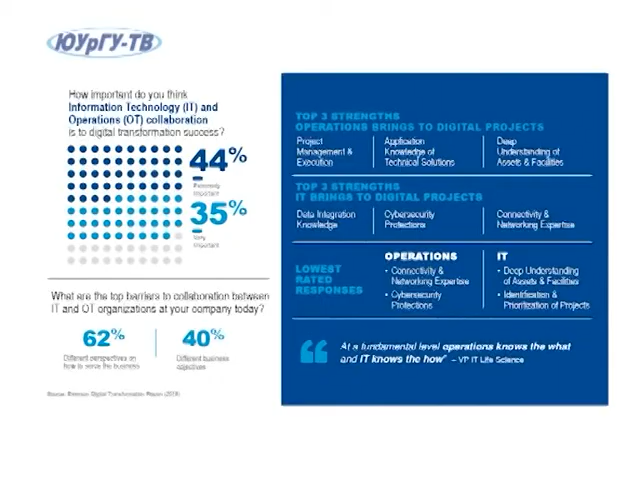 ЮУрГУ-ТВ
How important do you think
Information Technology (IT) and
Operations (OT) collaboration
is to digital transformation success?
44%
Extremely
Important
35%
Very
Important
What are the top barriers to collaboration between
IT and OT organizations at your company today?
62%
Different perspectives on
how to serve the business
40%
Different business
objectives
Source: Emerson Digital Transformation
TOP 3 STRENGTHS
OPERATIONS BRINGS TO DIGITAL PROJECTS
Project
Management &
Execution
Application
Knowledge of
Technical Solutions
Deep
Understanding of
Assets & Facilities
TOP 3 STRENGTHS
IT BRINGS TO DIGITAL PROJECTS
Data Integration
Knowledge
Cybersecurity
Protections
Connectivity &
Networking Expertise
LOWEST
RATED
RESPONSES
OPERATIONS
• Connectivity &
Networking Expertise
• Cybersecurity
Protections
IT
• Deep Understanding
of Assets & Facilities
• Identification &
Prioritization of Projects
“ At a fundamental level operations knows the what
and IT knows the how" – VP IT Life Science